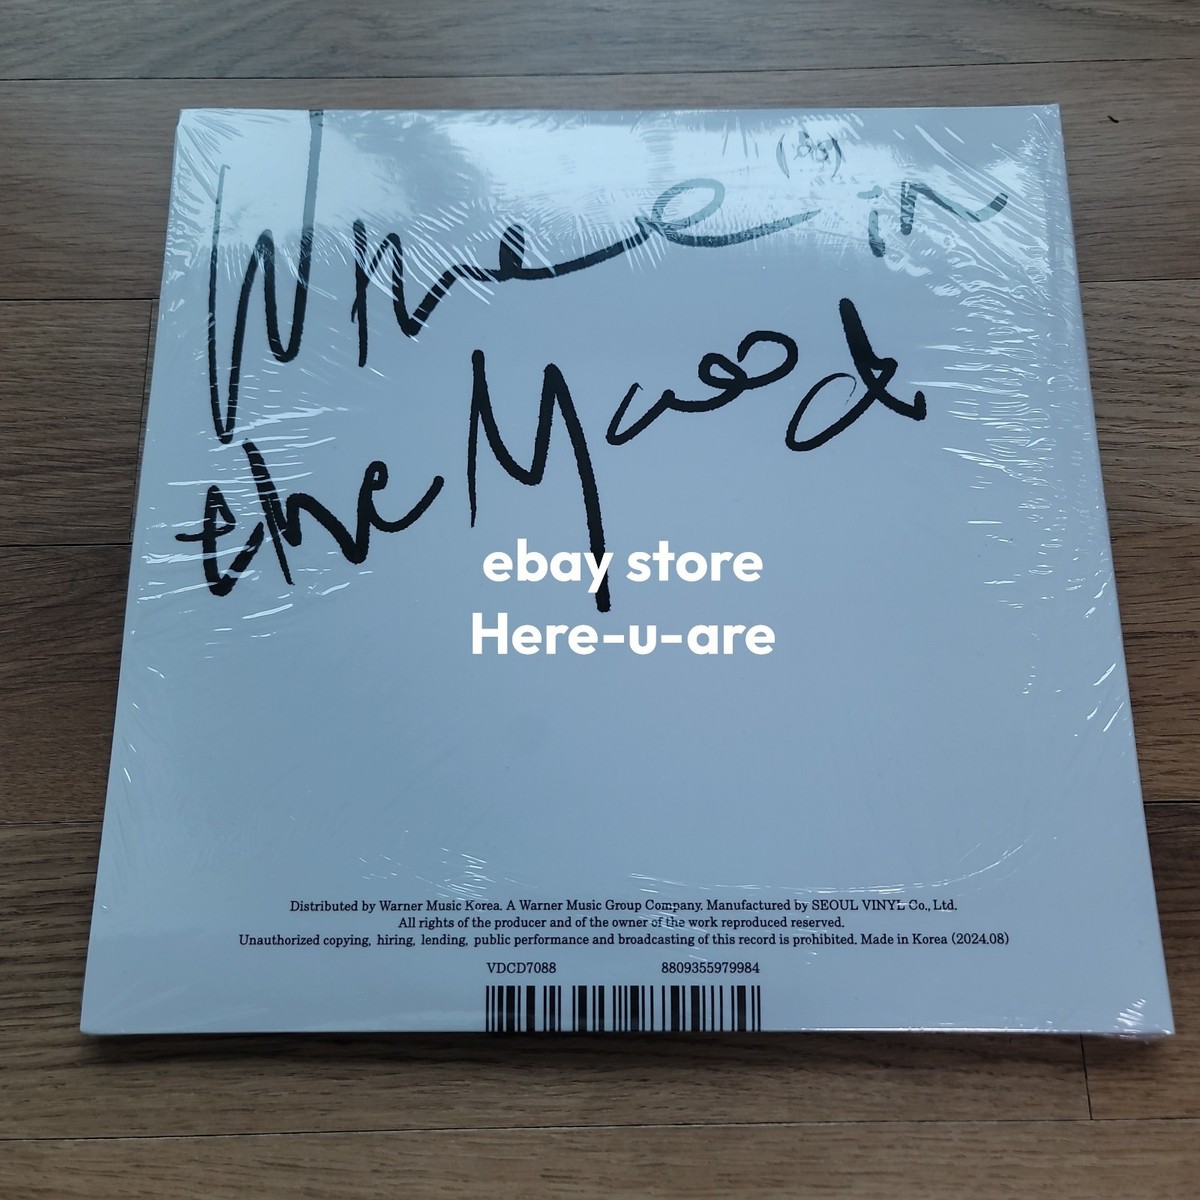 Where in
the Mood
ebay store
Here-u-are
Distributed by Warner Music Korea. A Warner Music Group Company. Manufactured by SEOUL VINYL Co., Ltd.
All rights of the producer and of the owner of the work reproduced reserved.
Unauthorized copying, hiring, lending, public performance and broadcasting of this record is prohibited. Made in Korea (2024.08)
VDCD7088 8809355979984